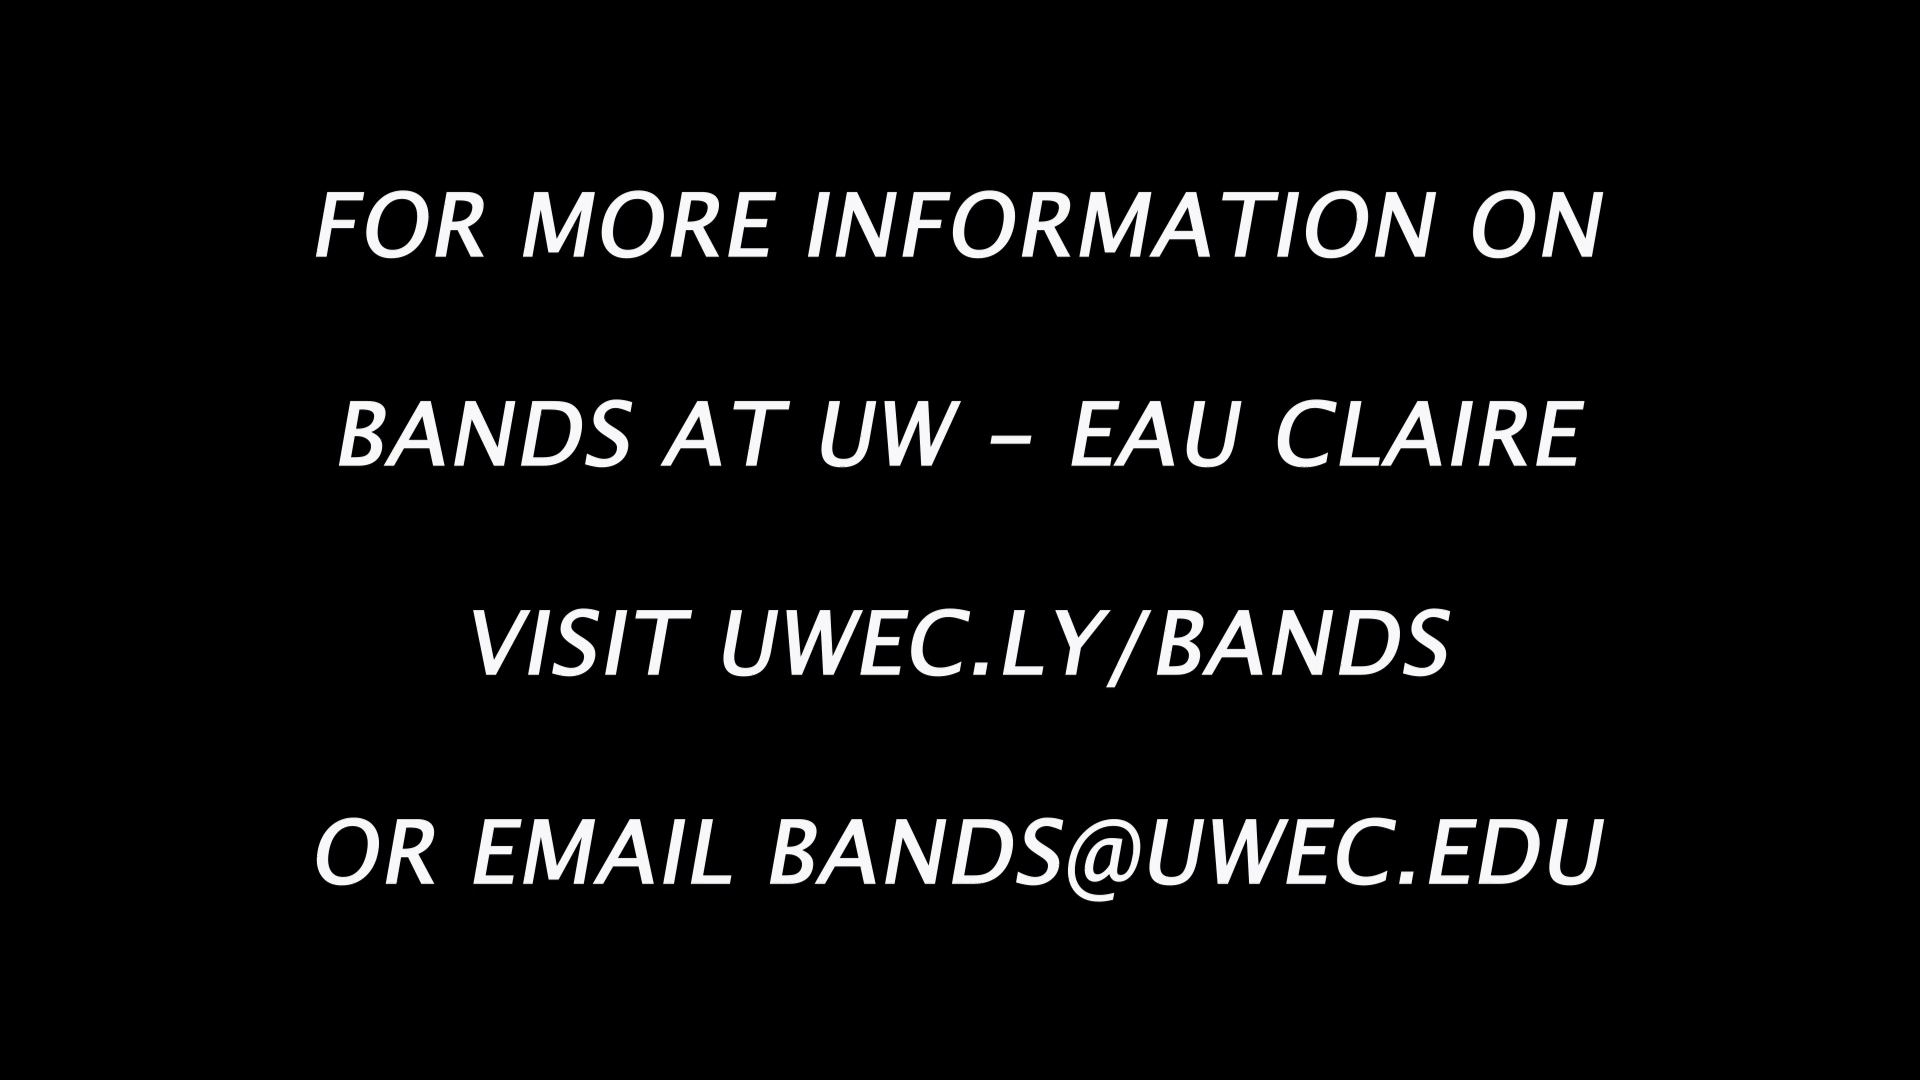 FOR MORE INFORMATION ON
BANDS AT UW – EAU CLAIRE
VISIT UWEC.LY/BANDS
OR EMAIL BANDS@UWEC.EDU